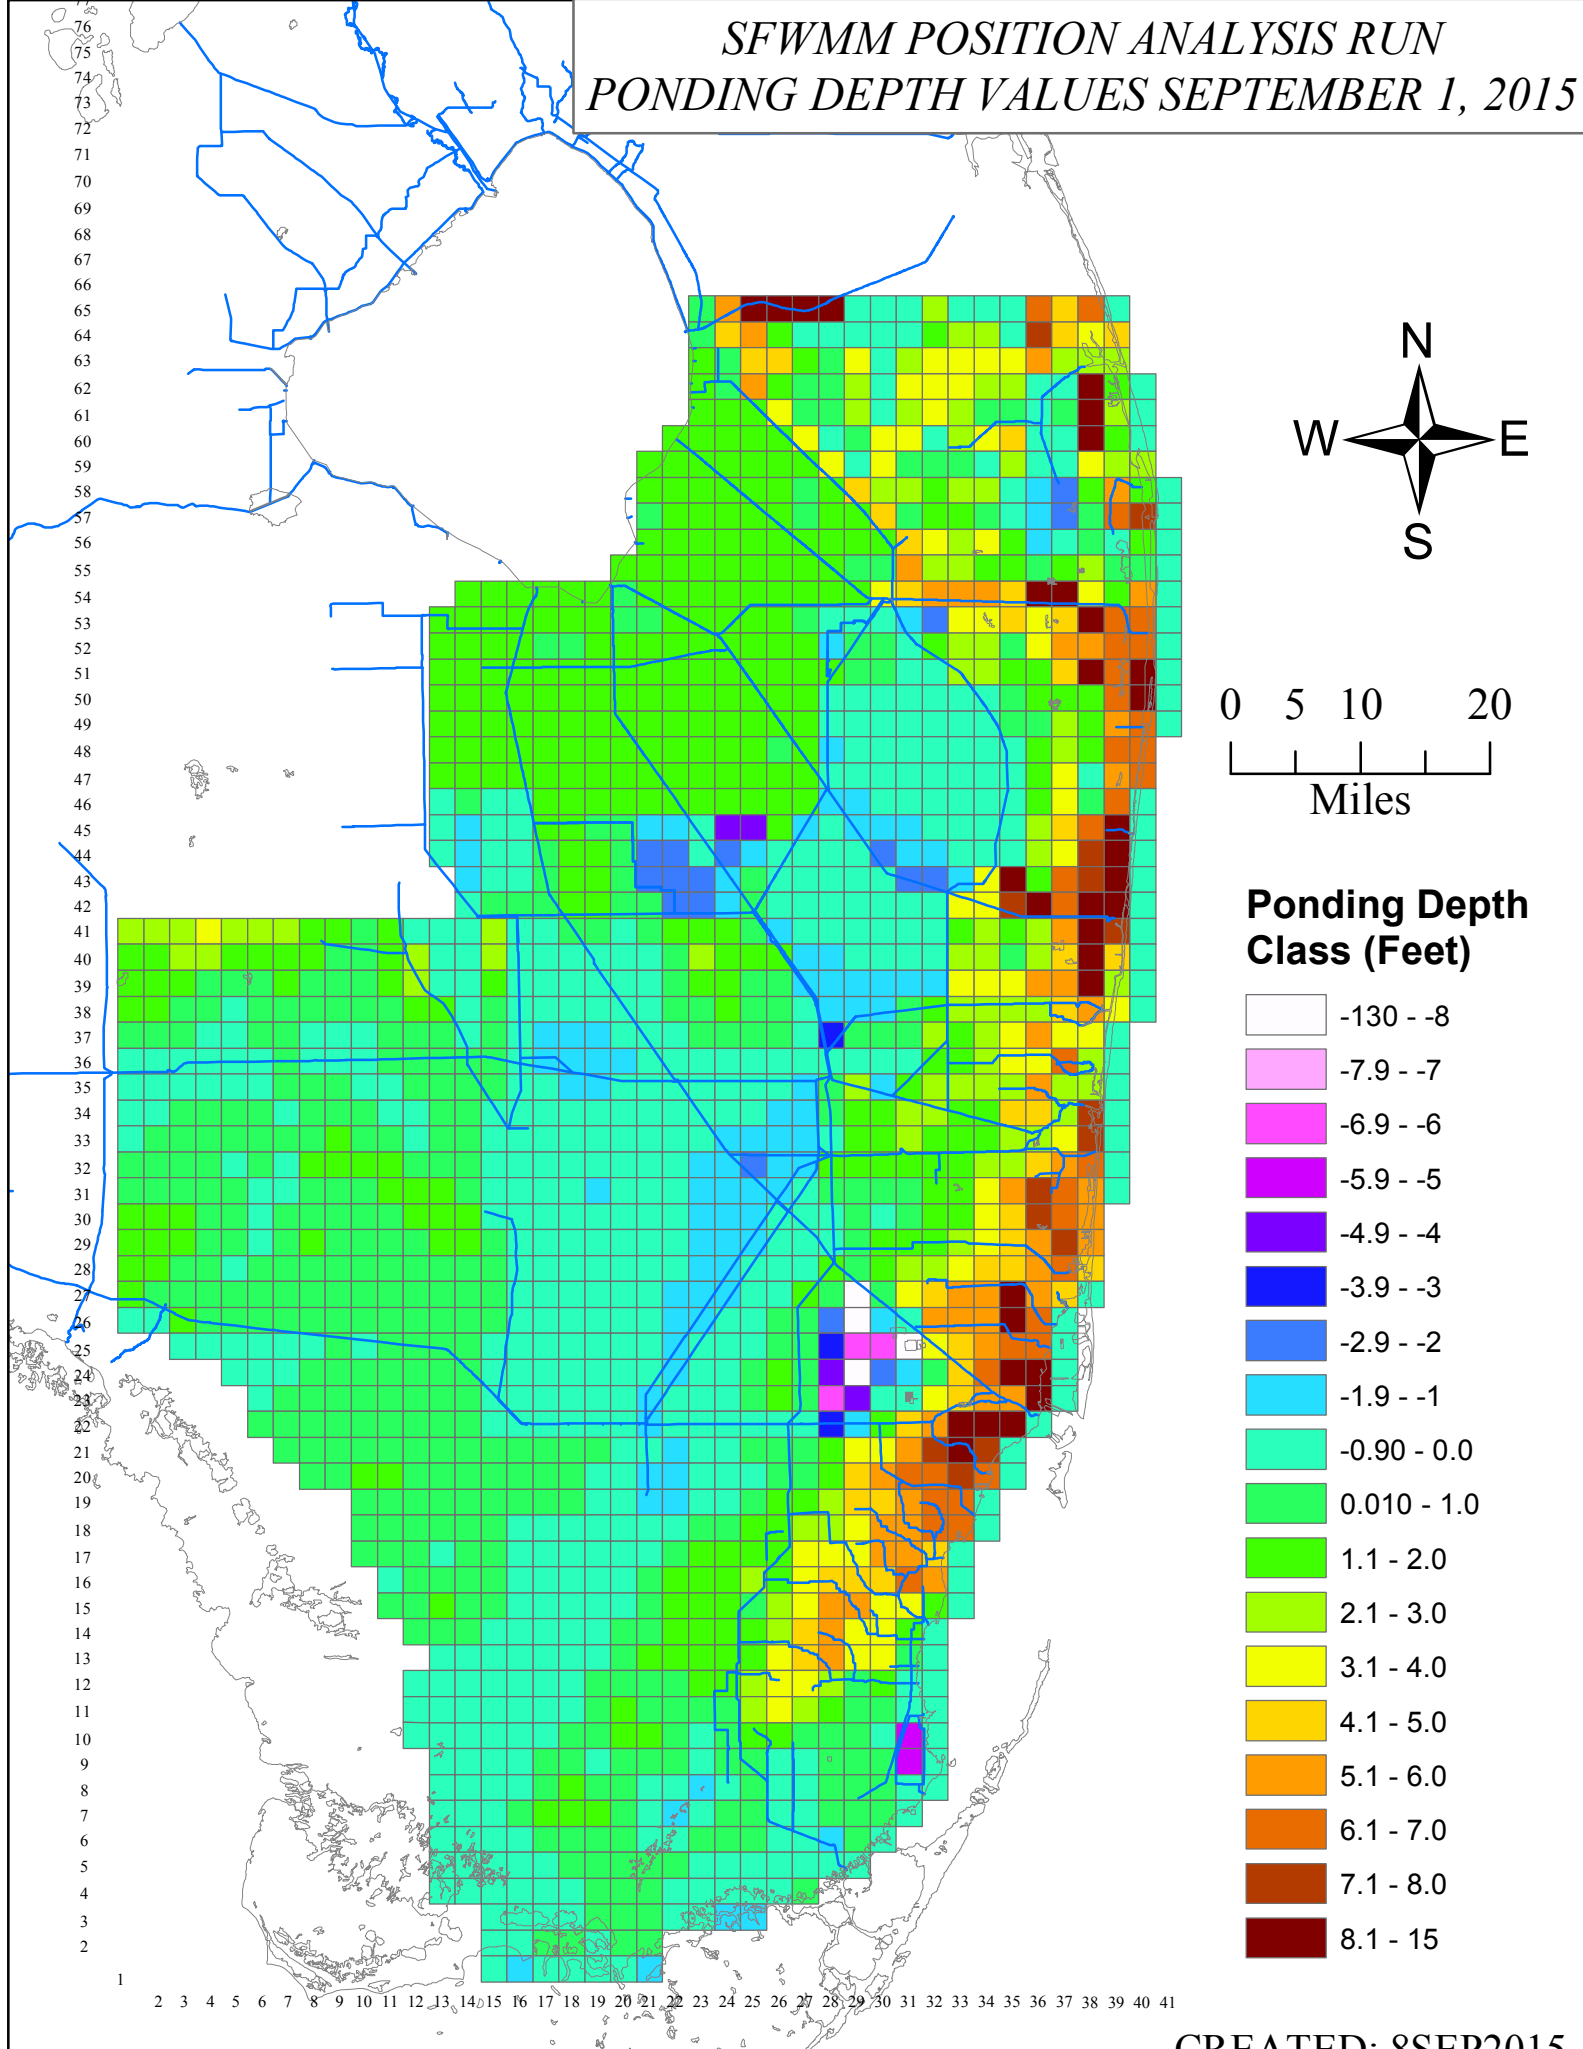 SFWMM POSITION ANALYSIS RUN
PONDING DEPTH VALUES SEPTEMBER 1, 2015
77
76
75
74
73
72
71
70
69
68
67
66
65
64
63
62
61
60
59
58
57
56
55
54
53
52
51
50
49
48
47
46
45
44
43
42
41
40
39
38
37
36
35
34
33
32
31
30
29
28
27
26
25
24
23
22
21
20
19
18
17
16
15
14
13
12
11
10
9
8
7
6
5
4
3
2
1
2 3 4 5 6 7 8 9 10 11 12 13 14 15 16 17 18 19 20 21 22 23 24 25 26 27 28 29 30 31 32 33 34 35 36 37 38 39 40 41
N
W E
S
0 5 10 20
Miles
Ponding Depth
Class (Feet)
-130 - -8
-7.9 - -7
-6.9 - -6
-5.9 - -5
-4.9 - -4
-3.9 - -3
-2.9 - -2
-1.9 - -1
-0.90 - 0.0
0.010 - 1.0
1.1 - 2.0
2.1 - 3.0
3.1 - 4.0
4.1 - 5.0
5.1 - 6.0
6.1 - 7.0
7.1 - 8.0
8.1 - 15
CREATED: 8SEP2015